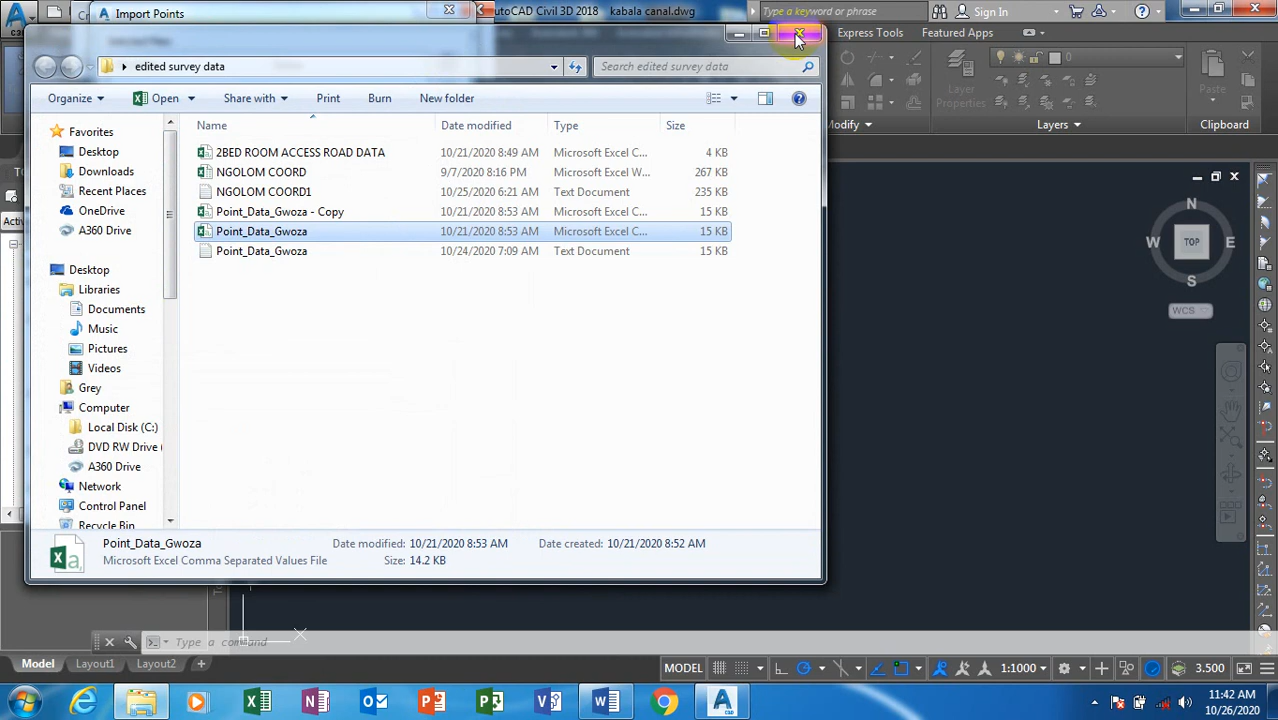 Import Points
AutoCAD Civil 3D 2018 kabala canal.dwg
Type a keyword or phrase
Sign In
edited survey data
Search edited survey data
Express Tools
Featured Apps
Organize
Open
Share with
Print
Burn
New folder
Layer
Properties
Paste
Modify
Layers
Clipboard
Name
Date modified
Type
Size
Favorites
Desktop
Downloads
Recent Places
OneDrive
A360 Drive
Desktop
Libraries
Documents
Music
Pictures
Videos
Grey
Computer
Local Disk (C:)
DVD RW Drive (
A360 Drive
Network
Control Panel
Recycle Bin
2BED ROOM ACCESS ROAD DATA 10/21/2020 8:49 AM Microsoft Excel C... 4 KB
NGOLOM COORD 9/7/2020 8:16 PM Microsoft Excel W... 267 KB
NGOLOM COORD1 10/25/2020 6:21 AM Text Document 235 KB
Point_Data_Gwoza - Copy 10/21/2020 8:53 AM Microsoft Excel C... 15 KB
Point_Data_Gwoza 10/21/2020 8:53 AM Microsoft Excel C... 15 KB
Point_Data_Gwoza 10/24/2020 7:09 AM Text Document 15 KB
Point_Data_Gwoza Date modified: 10/21/2020 8:53 AM Date created: 10/21/2020 8:52 AM
Microsoft Excel Comma Separated Values File Size: 14.2 KB
Activ
N
W TOP E
S
WCS
Type a command
Model
Layout1
Layout2
MODEL
1:1000
3.500
11:42 AM
10/26/2020